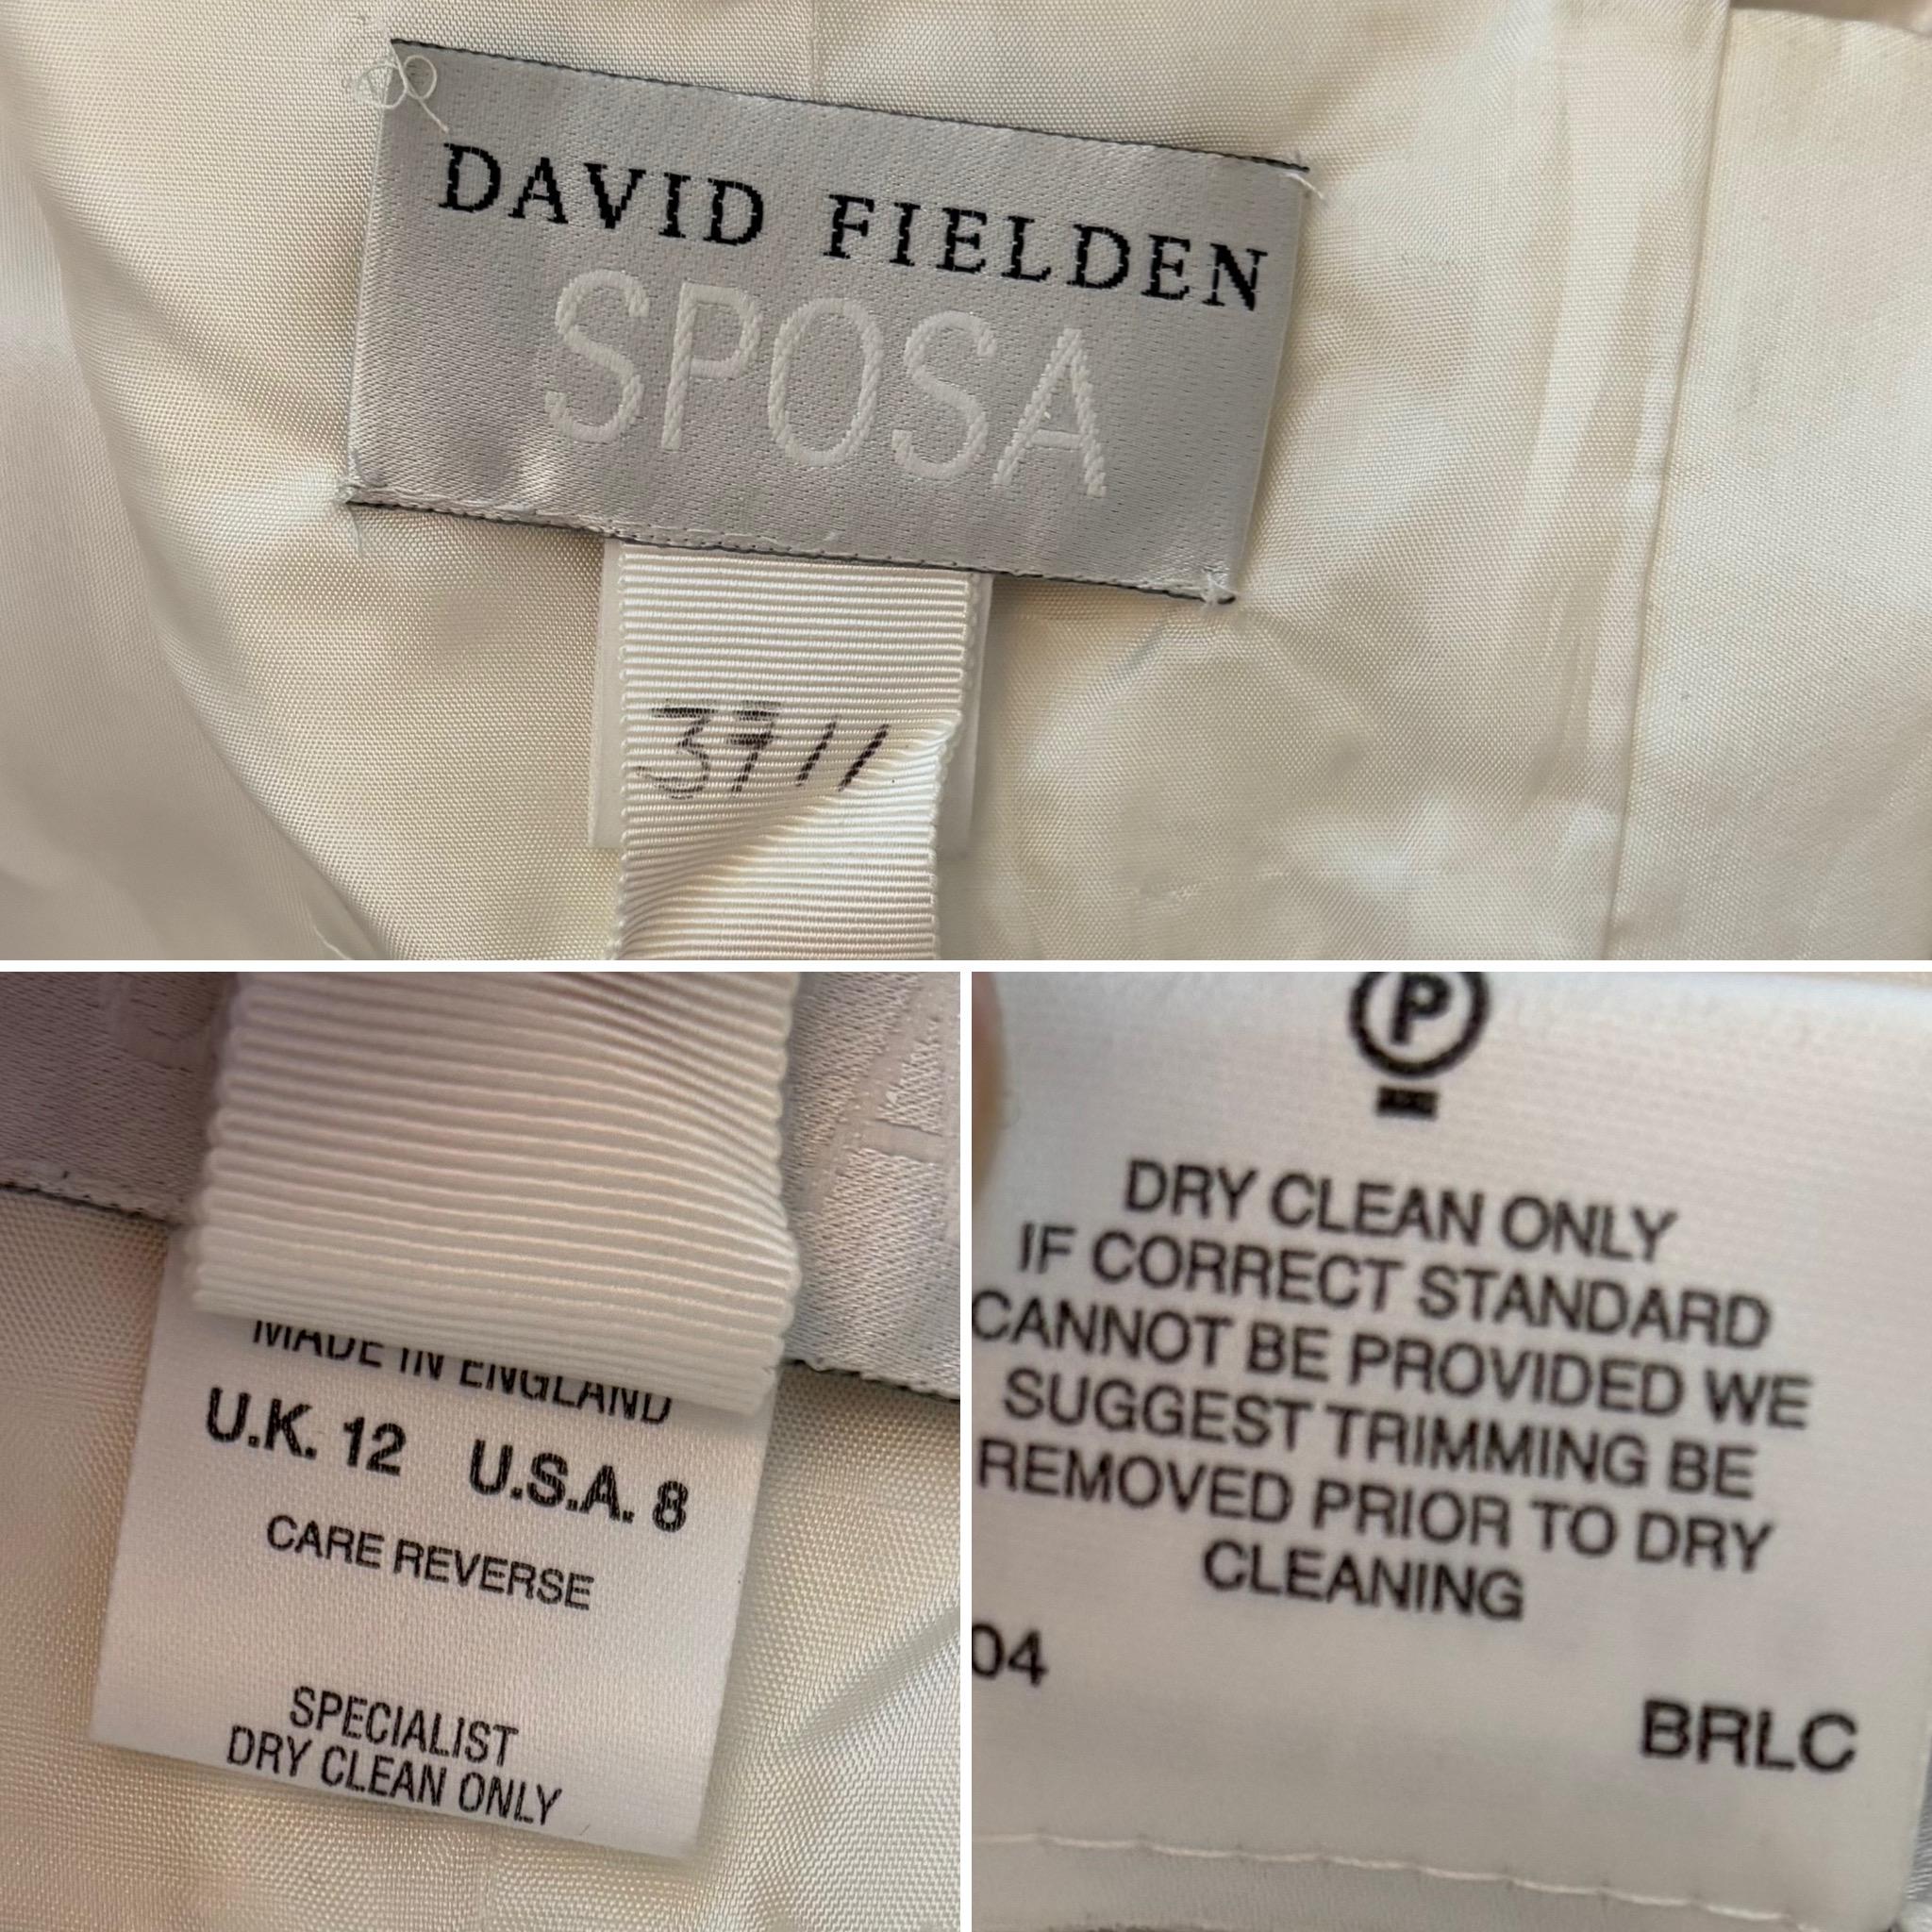 DAVID FIELDEN
SPOSA
3711
MADE IN ENGLAND
U.K. 12 U.S.A. 8
CARE REVERSE
SPECIALIST
DRY CLEAN ONLY
P
DRY CLEAN ONLY
IF CORRECT STANDARD
CANNOT BE PROVIDED WE
SUGGEST TRIMMING BE
REMOVED PRIOR TO DRY
CLEANING
04
BRLC